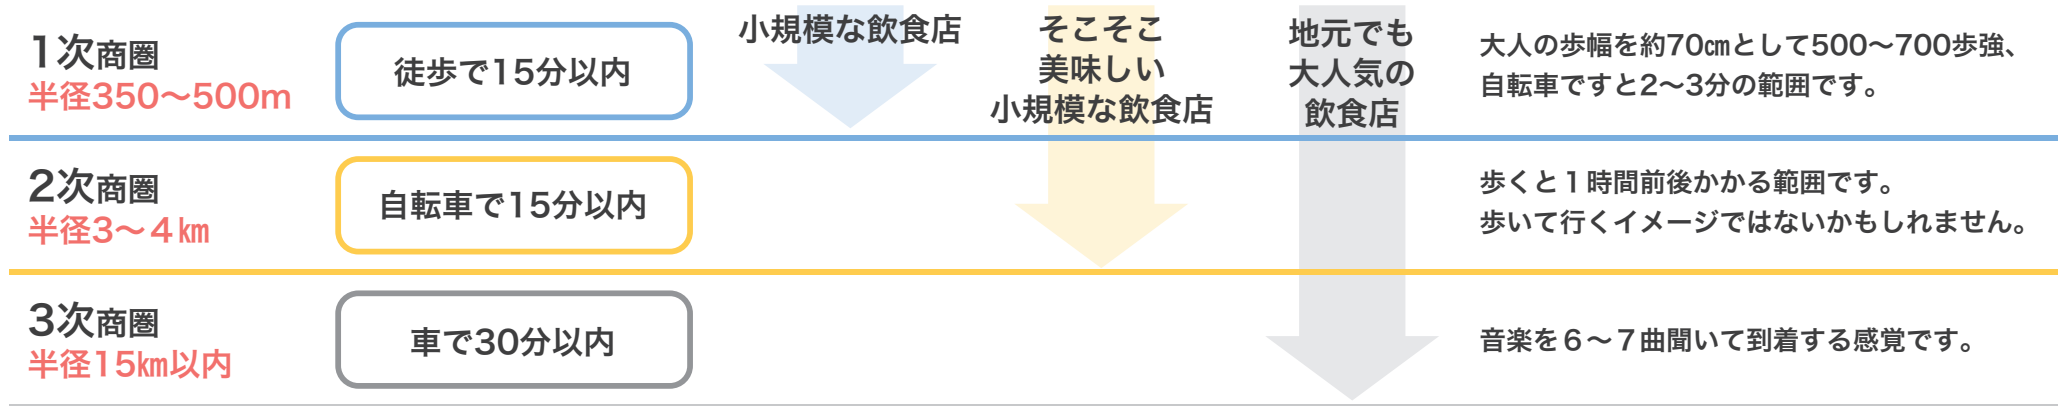 1次商圏
半径350〜500m
徒歩で15分以内
小規模な飲食店
そこそこ
美味しい
小規模な飲食店
地元でも
大人気の
飲食店
大人の歩幅を約70㎝として500〜700歩強、
自転車ですと2〜3分の範囲です。
2次商圏
半径3〜４㎞
自転車で15分以内
歩くと１時間前後かかる範囲です。
歩いて行くイメージではないかもしれません。
3次商圏
半径15㎞以内
車で30分以内
音楽を６〜７曲聞いて到着する感覚です。